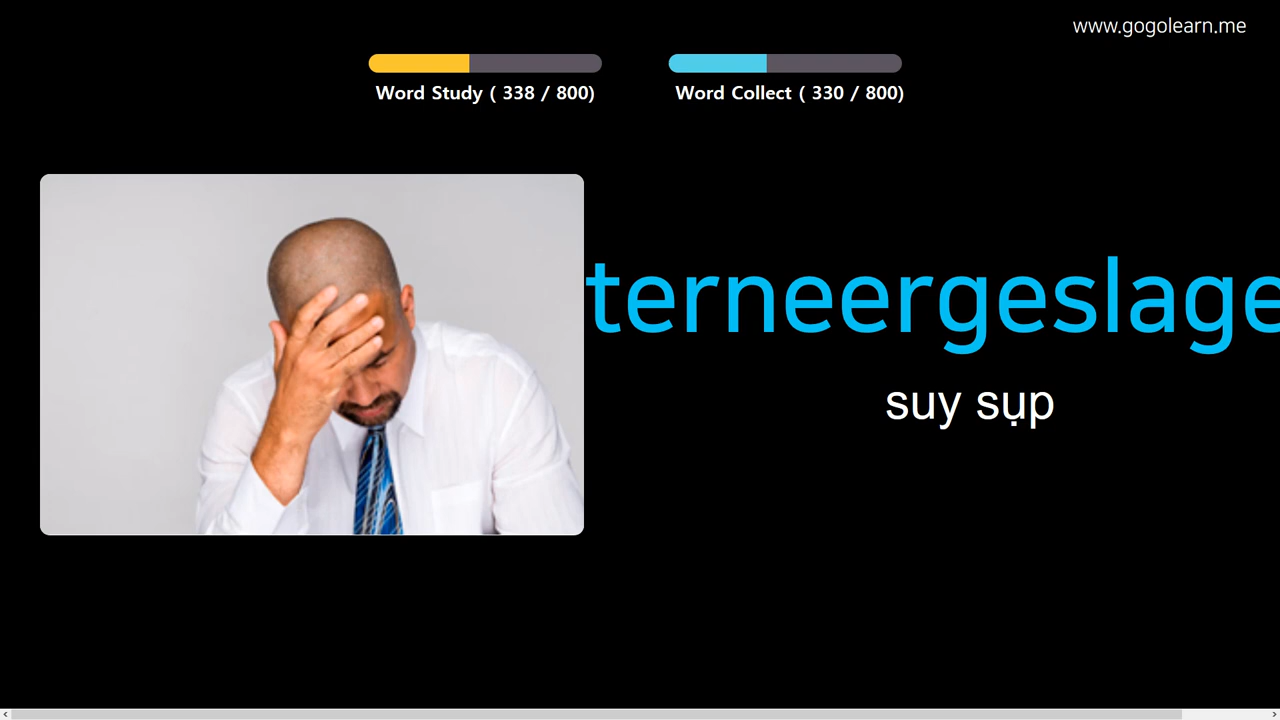 www.gogolearn.me
Word Study ( 338 / 800)
Word Collect ( 330 / 800)
terneergeslage
suy sụp